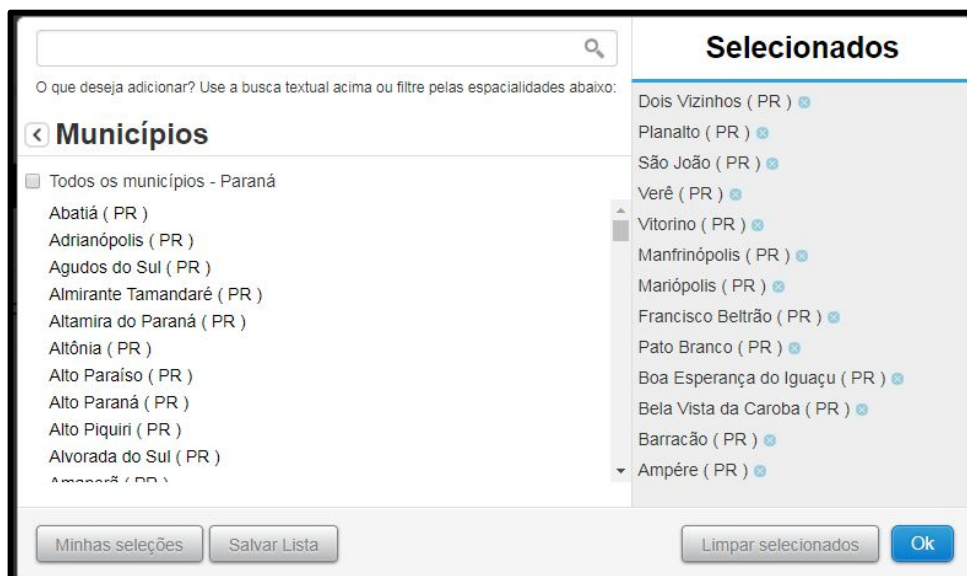 O que deseja adicionar? Use a busca textual acima ou filtre pelas espacialidades abaixo:
Municípios
Todos os municípios - Paraná
Abatiá ( PR )
Adrianópolis ( PR )
Agudos do Sul ( PR )
Almirante Tamandaré ( PR )
Altamira do Paraná ( PR )
Altônia ( PR )
Alto Paraíso ( PR )
Alto Paraná ( PR )
Alto Piquiri ( PR )
Alvorada do Sul ( PR )
Selecionados
Dois Vizinhos ( PR )
Planalto ( PR )
São João ( PR )
Verê ( PR )
Vitorino ( PR )
Manfrinópolis ( PR )
Mariópolis ( PR )
Francisco Beltrão ( PR )
Pato Branco ( PR )
Boa Esperança do Iguaçu ( PR )
Bela Vista da Caroba ( PR )
Barracão ( PR )
Ampére ( PR )
Minhas seleções
Salvar Lista
Limpar selecionados
Ok